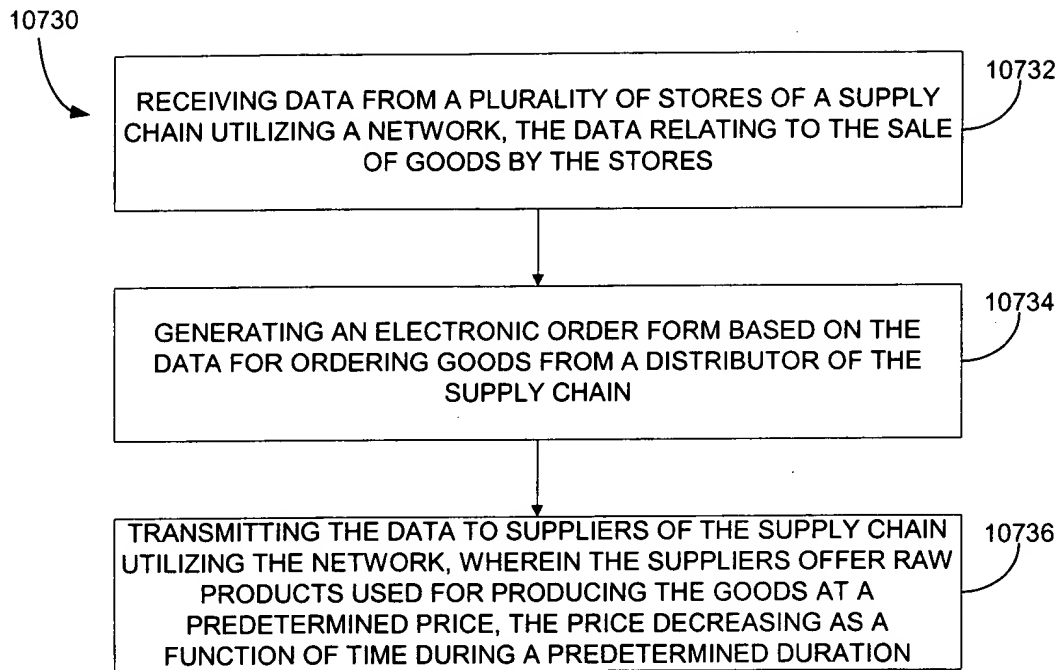 10730
RECEIVING DATA FROM A PLURALITY OF STORES OF A SUPPLY
CHAIN UTILIZING A NETWORK, THE DATA RELATING TO THE SALE
OF GOODS BY THE STORES
10732
GENERATING AN ELECTRONIC ORDER FORM BASED ON THE
DATA FOR ORDERING GOODS FROM A DISTRIBUTOR OF THE
SUPPLY CHAIN
10734
TRANSMITTING THE DATA TO SUPPLIERS OF THE SUPPLY CHAIN
UTILIZING THE NETWORK, WHEREIN THE SUPPLIERS OFFER RAW
PRODUCTS USED FOR PRODUCING THE GOODS AT A
PREDETERMINED PRICE, THE PRICE DECREASING AS A
FUNCTION OF TIME DURING A PREDETERMINED DURATION
10736